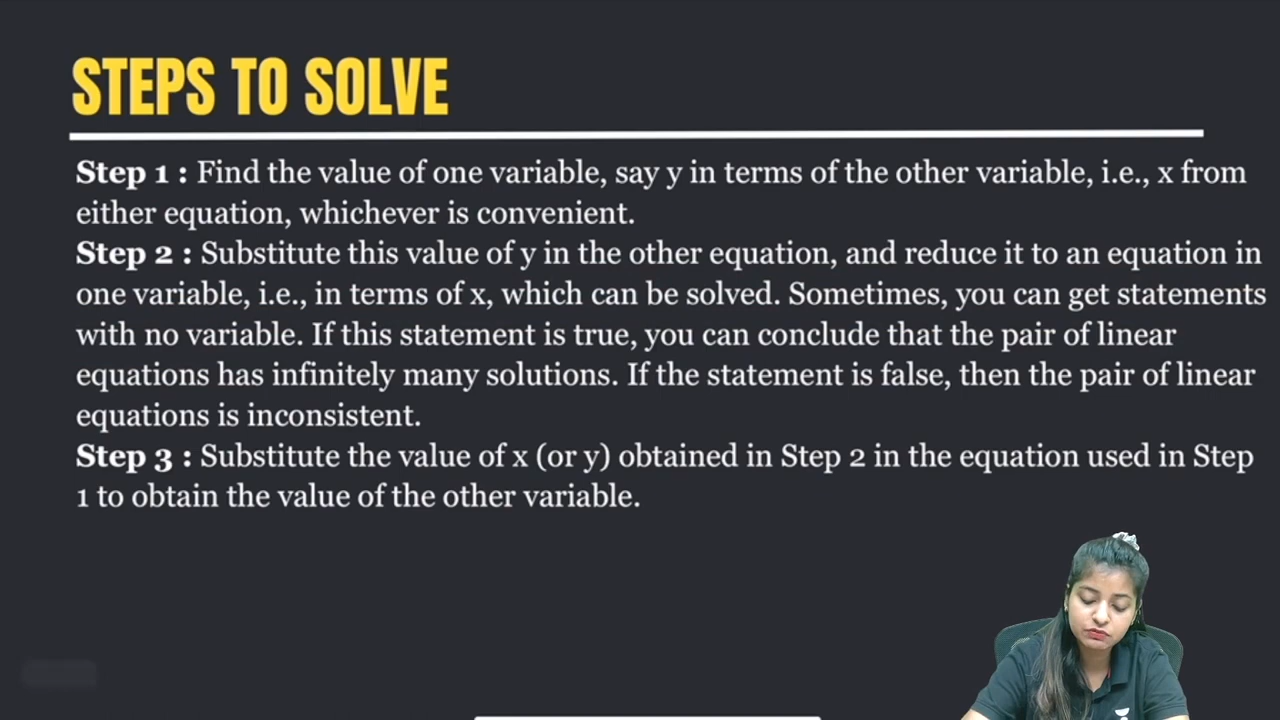 STEPS TO SOLVE
Step 1 : Find the value of one variable, say y in terms of the other variable, i.e., x from
either equation, whichever is convenient.
Step 2 : Substitute this value of y in the other equation, and reduce it to an equation in
one variable, i.e., in terms of x, which can be solved. Sometimes, you can get statements
with no variable. If this statement is true, you can conclude that the pair of linear
equations has infinitely many solutions. If the statement is false, then the pair of linear
equations is inconsistent.
Step 3 : Substitute the value of x (or y) obtained in Step 2 in the equation used in Step
1 to obtain the value of the other variable.